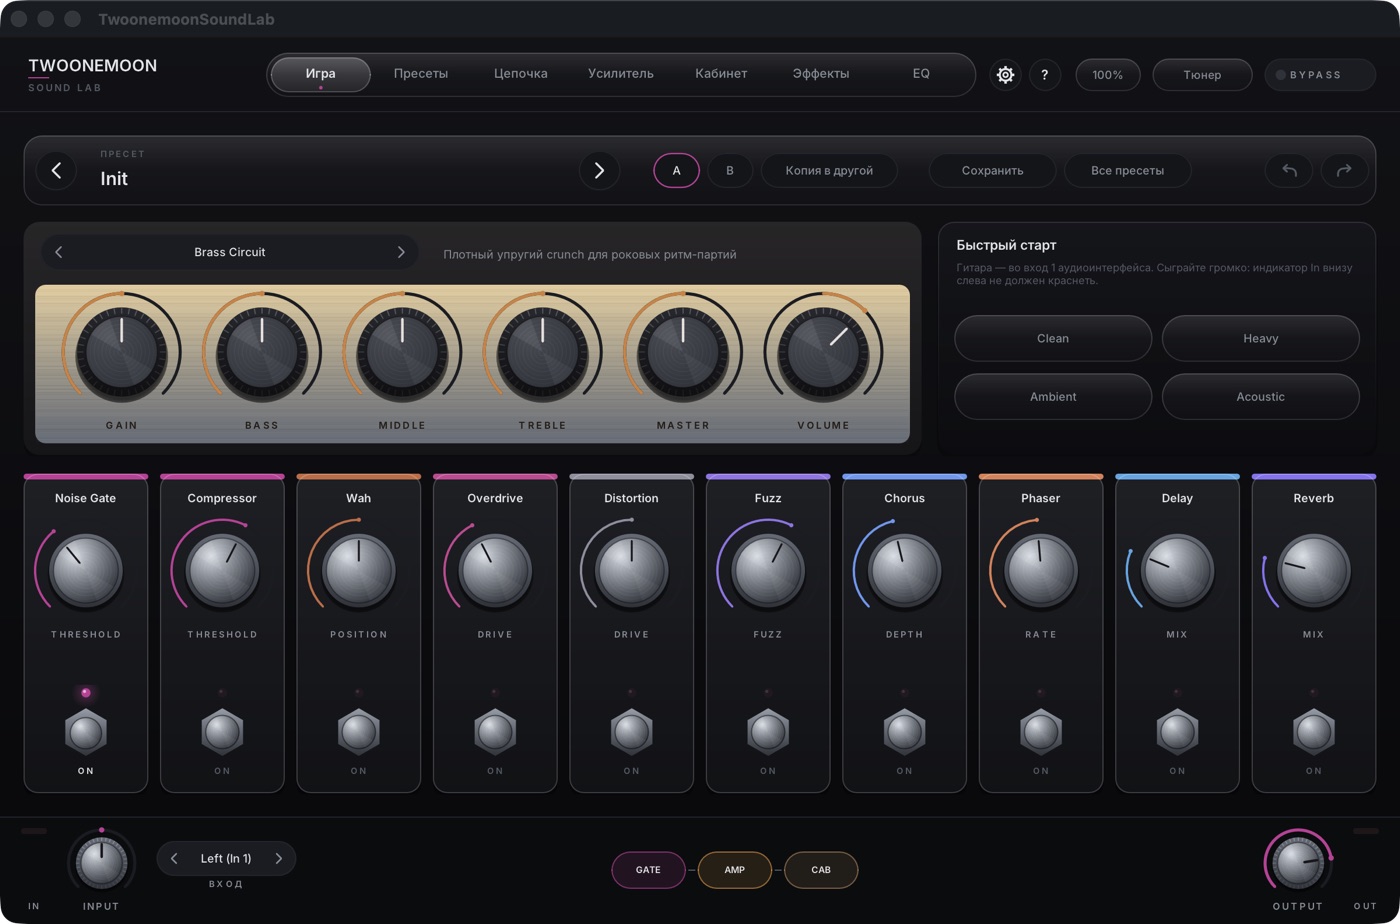 TwoonemoonSoundLab
TWOONEMOON
SOUND LAB
Игра
Пресеты
Цепочка
Усилитель
Кабинет
Эффекты
EQ
?
100%
Тюнер
BYPASS
ПРЕСЕТ
Init
A
B
Копия в другой
Сохранить
Все пресеты
Brass Circuit
Плотный упругий crunch для роковых ритм-партий
GAIN
BASS
MIDDLE
TREBLE
MASTER
VOLUME
Быстрый старт
Гитара — во вход 1 аудиоинтерфейса. Сыграйте громко: индикатор In внизу
слева не должен краснеть.
Clean
Heavy
Ambient
Acoustic
Noise Gate
Compressor
Wah
Overdrive
Distortion
Fuzz
Chorus
Phaser
Delay
Reverb
THRESHOLD
THRESHOLD
POSITION
DRIVE
DRIVE
FUZZ
DEPTH
RATE
MIX
MIX
ON
ON
ON
ON
ON
ON
ON
ON
ON
ON
IN
INPUT
Left (In 1)
ВХОД
GATE
AMP
CAB
OUTPUT
OUT